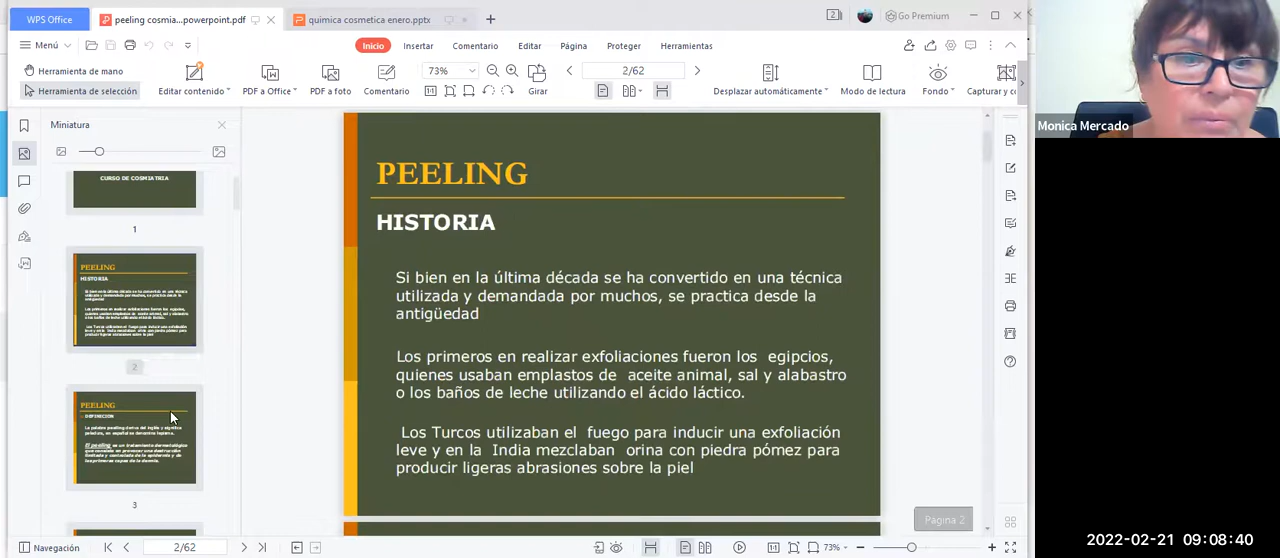 WPS Office
peeling cosmia...powerpoint.pdf
quimica cosmetica enero.pptx
2
Go Premium
Menú
Inicio
Insertar
Comentario
Editar
Página
Proteger
Herramientas
Herramienta de mano
Herramienta de selección
Editar contenido
PDF a Office
PDF a foto
Comentario
73%
Girar
2/62
Desplazar automáticamente
Modo de lectura
Fondo
Capturar y co
Monica Mercado
Miniatura
CURSO DE COSMIATRIA
1
PEELING
HISTORIA
2
PEELING
DEFINICION
3
PEELING
HISTORIA
Si bien en la última década se ha convertido en una técnica
utilizada y demandada por muchos, se practica desde la
antigüedad
Los primeros en realizar exfoliaciones fueron los egipcios,
quienes usaban emplastos de aceite animal, sal y alabastro
o los baños de leche utilizando el ácido láctico.
Los Turcos utilizaban el fuego para inducir una exfoliación
leve y en la India mezclaban orina con piedra pómez para
producir ligeras abrasiones sobre la piel
Página 2
Navegación
2/62
1:1
73%
2022-02-21 09:08:40